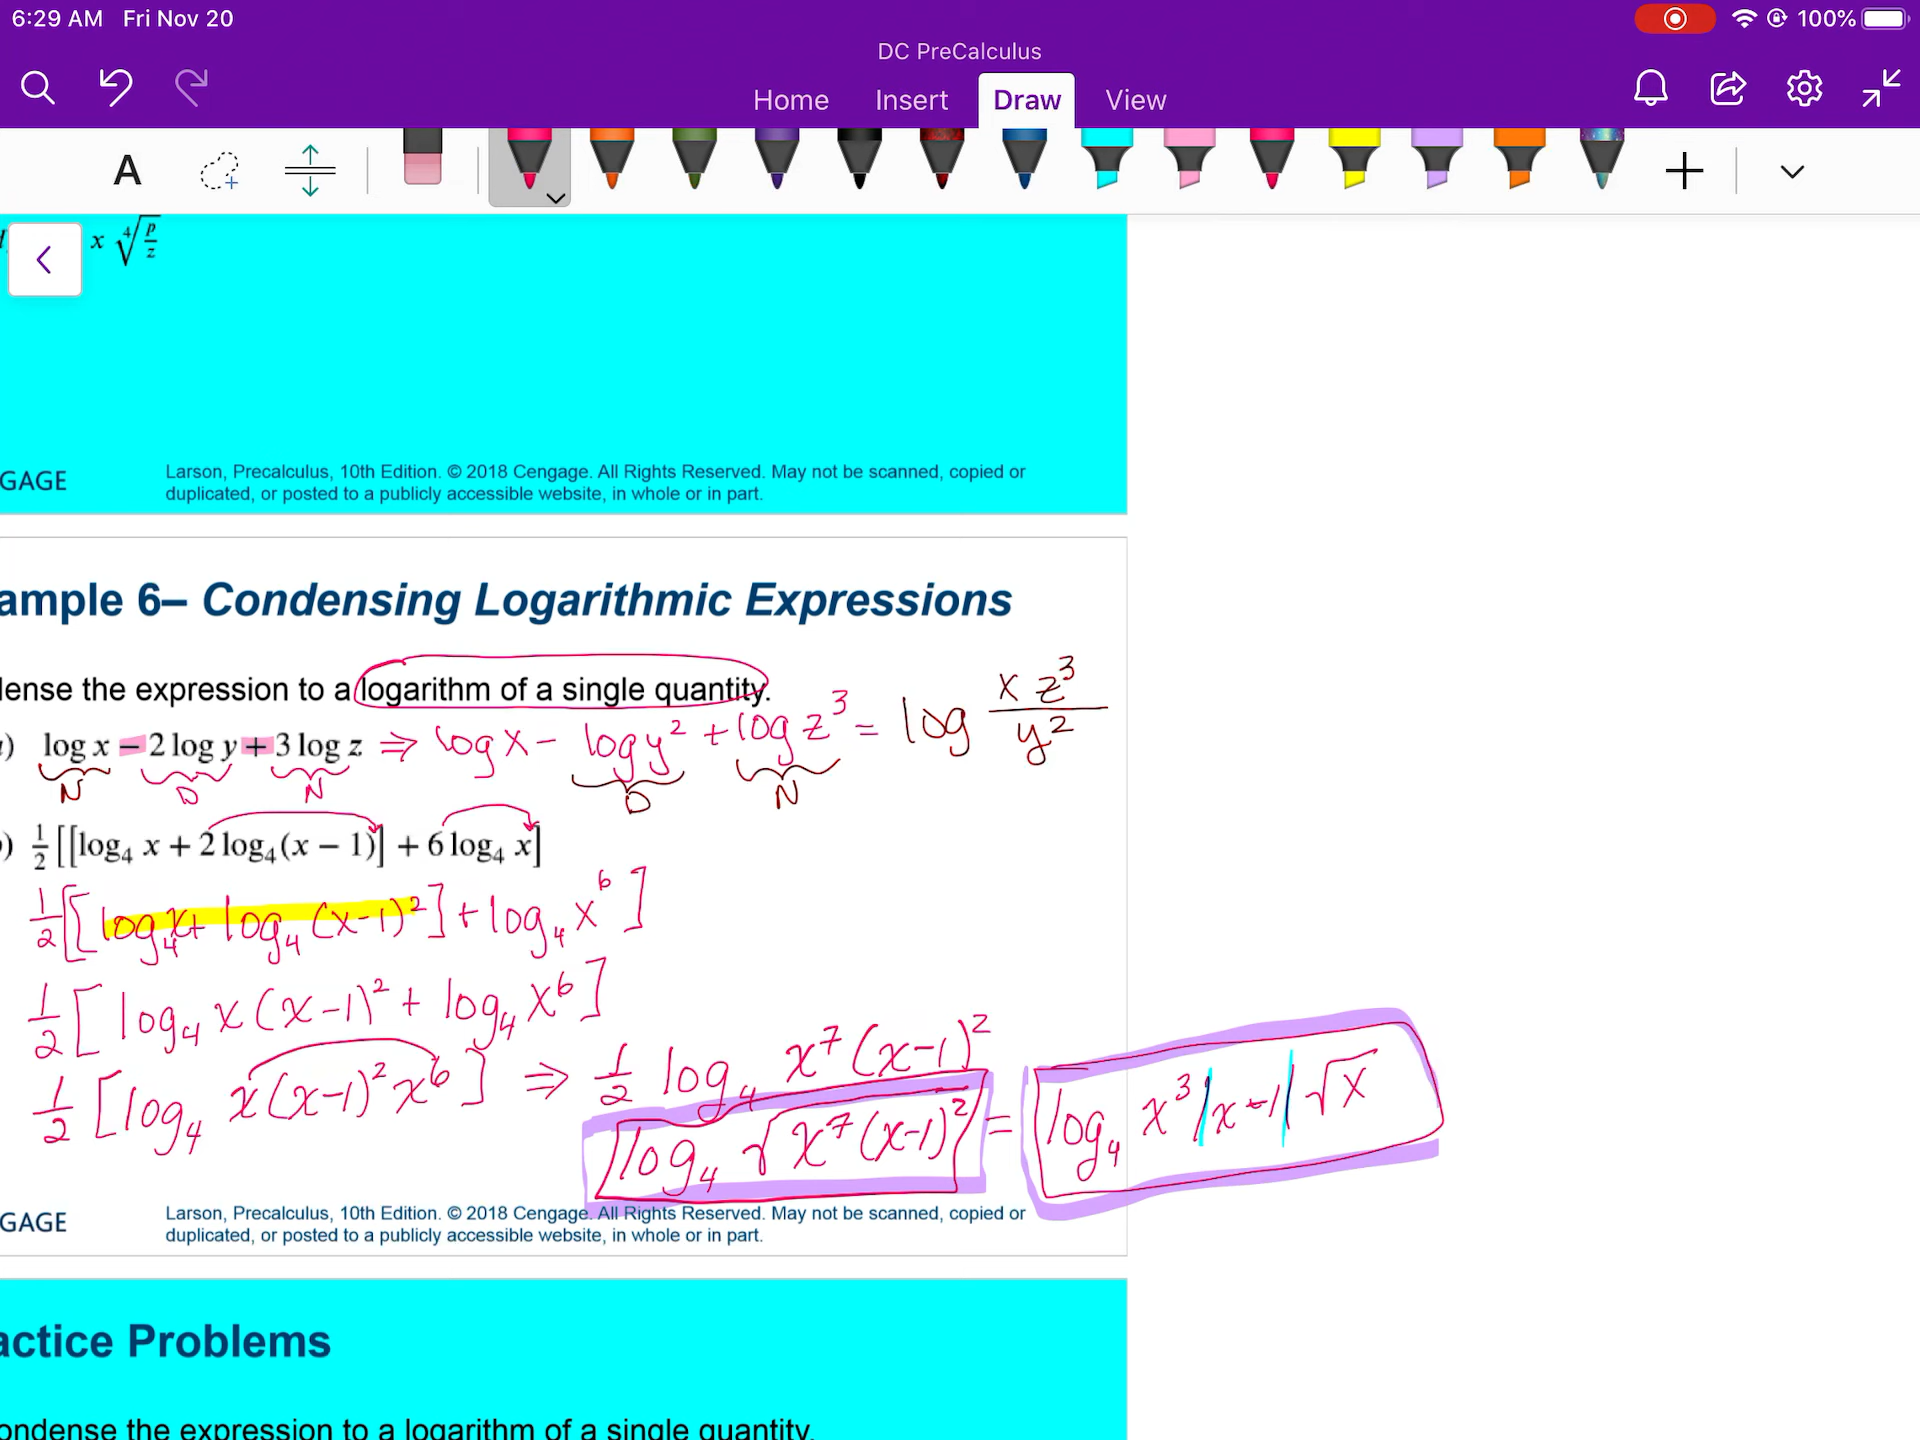 6:29 AM Fri Nov 20 100%
DC PreCalculus
Home Insert Draw View
A
x ∜(p/z)
GAGE Larson, Precalculus, 10th Edition. © 2018 Cengage. All Rights Reserved. May not be scanned, copied or
duplicated, or posted to a publicly accessible website, in whole or in part.
ample 6– Condensing Logarithmic Expressions
ense the expression to a logarithm of a single quantity.
) log x − 2 log y + 3 log z ⇒ log x − log y² + log z³ = log (x z³)/(y²)
N D N D N
) 1/2 [[log₄ x + 2 log₄(x − 1)] + 6 log₄ x]
1/2 [[log₄ x + log₄ (x-1)²] + log₄ x⁶]
1/2 [log₄ x (x-1)² + log₄ x⁶]
1/2 [log₄ x(x-1)² x⁶] ⇒ 1/2 log₄ x⁷ (x-1)²
log₄ √(x⁷ (x-1)²) = log₄ x³ |x-1| √x
GAGE Larson, Precalculus, 10th Edition. © 2018 Cengage. All Rights Reserved. May not be scanned, copied or
duplicated, or posted to a publicly accessible website, in whole or in part.
actice Problems
ondense the expression to a logarithm of a single quantity.